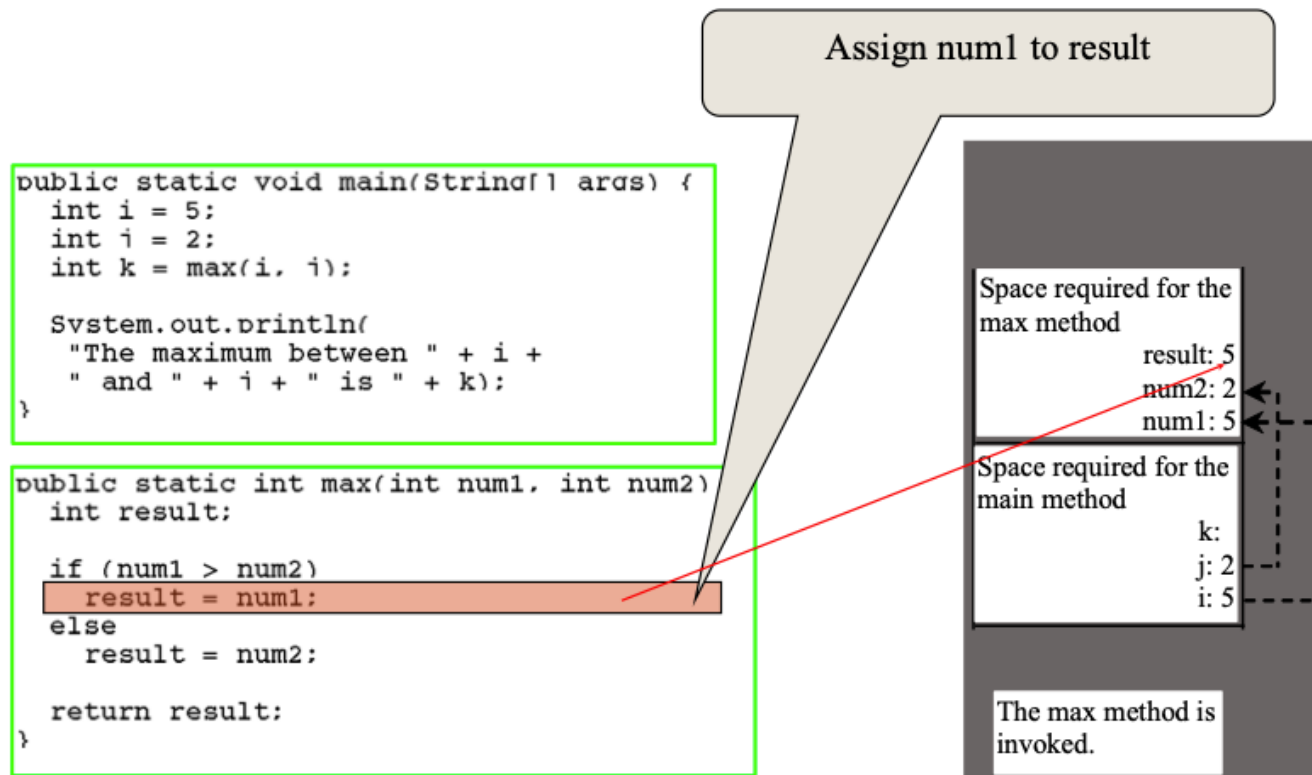 Assign num1 to result
public static void main(String[] args) {
int i = 5;
int j = 2;
int k = max(i, j);
System.out.println(
"The maximum between " + i +
" and " + j + " is " + k);
}
public static int max(int num1, int num2)
int result;
if (num1 > num2)
result = num1;
else
result = num2;
return result;
}
Space required for the
max method
result: 5
num2: 2
num1: 5
Space required for the
main method
k:
j: 2
i: 5
The max method is
invoked.